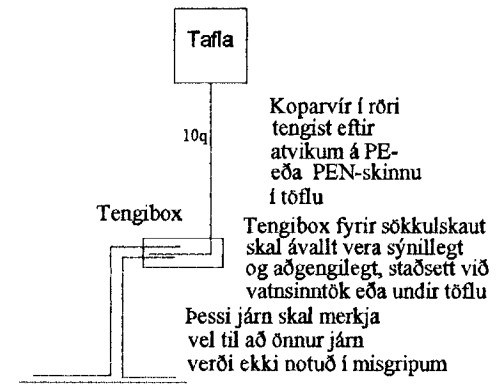 Tafla
Koparvír í röri
tengist eftir
10q
atvikum á PE-
eða PEN-skinnu
í töflu
Tengibox
Tengibox fyrir sökkulskaut
skal ávallt vera sýnillegt
og aðgengilegt, staðsett við
vatnsinntök eða undir töflu
Þessi járn skal merkja
vel til að önnur járn
verði ekki notuð í misgripum